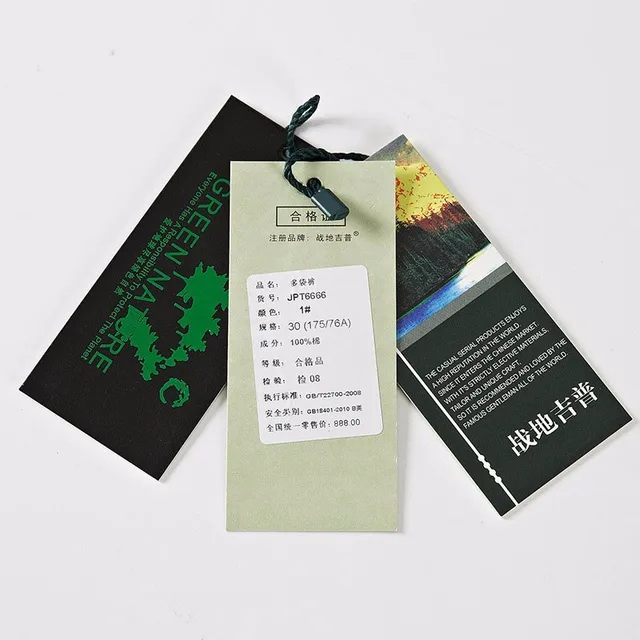 GREEN NATURE
Everyone Has A Responsibility To Protect The Planet
合格证
注册品牌：战地吉普®
品名：多袋裤
货号：JPT6666
颜色：1#
规格：30 (175/76A)
成分：100%棉
等级：合格品
检验：检 08
执行标准：GB/T22700-2008
安全类别：GB18401-2010 B类
全国统一零售价：888.00
THE CASUAL SERIAL PRODUCTS ENJOYS
A HIGH REPUTATION IN THE WORLD
SINCE IT ENTERS THE CHINESE MARKET
WITH IT'S STRICTLY ELECTIVE MATERIALS,
TAILOR AND UNIQUE CRAFT.
SO IT IS RECOMMENDED AND LOVED BY THE
FAMOUS GENTLEMAN ALL OF THE WORLD.
战地吉普